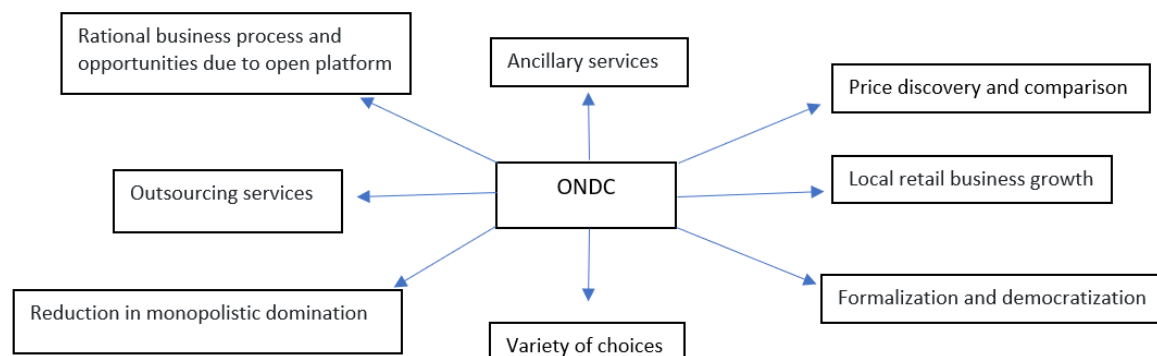 Rational business process and
opportunities due to open platform
Ancillary services
Price discovery and comparison
Outsourcing services
ONDC
Local retail business growth
Reduction in monopolistic domination
Variety of choices
Formalization and democratization